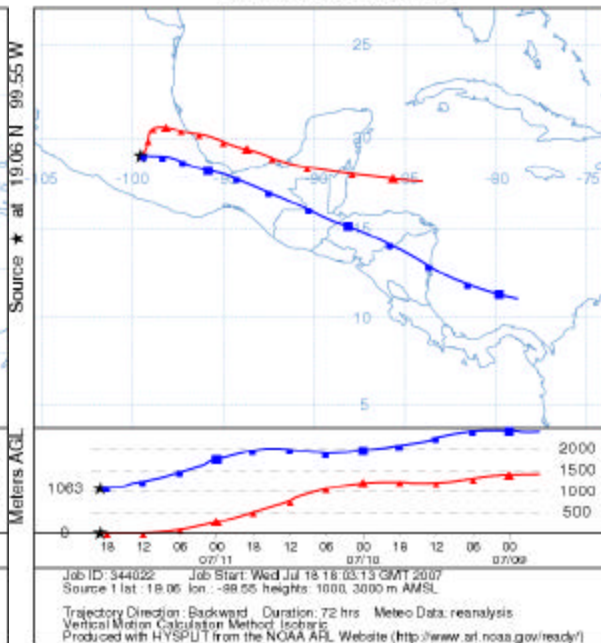 Source ★ at 19.06 N 99.55 W
25
20
-105
-100
-95
-90
-85
-80
-75
15
10
5
Meters AGL
1063
0
2000
1500
1000
500
18 12 06 00 18 12 06 00 18 12 06 00
07/11 07/10 07/09
Job ID: 344022 Job Start: Wed Jul 18 18:03:13 GMT 2007
Source 1 lat.: 19.06 lon.: -99.55 heights: 1000, 3000 m AMSL
Trajectory Direction: Backward Duration: 72 hrs Meteo Data: reanalysis
Vertical Motion Calculation Method: Isobaric
Produced with HYSPLIT from the NOAA ARL Website (http://www.arl.noaa.gov/ready/)